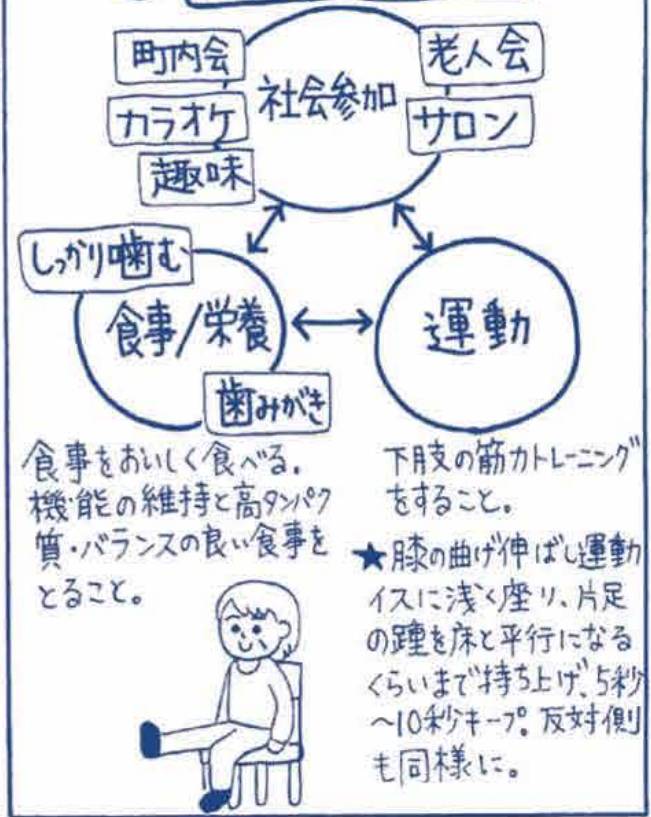 町内会
カラオケ
趣味
社会参加
老人会
サロン
しっかり噛む
食事/栄養
歯みがき
運動
食事をおいしく食べる。
機能の維持と高タンパク
質・バランスの良い食事を
とること。
下肢の筋力トレーニング
をすること。
★膝の曲げ伸ばし運動
イスに浅く座り、片足
の踵を床と平行になる
くらいまで持ち上げ、5秒
〜10秒キープ。反対側
も同様に。